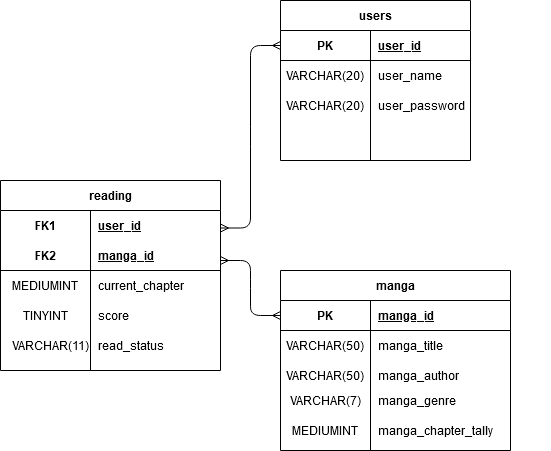 users
PK user_id
VARCHAR(20) user_name
VARCHAR(20) user_password
reading
FK1 user_id
FK2 manga_id
MEDIUMINT current_chapter
TINYINT score
VARCHAR(11) read_status
manga
PK manga_id
VARCHAR(50) manga_title
VARCHAR(50) manga_author
VARCHAR(7) manga_genre
MEDIUMINT manga_chapter_tally